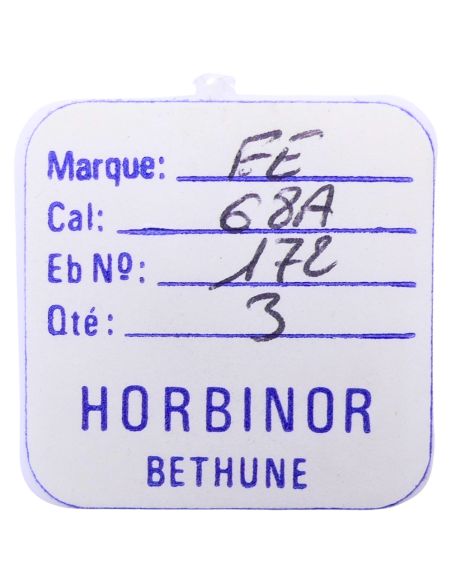 Marque: FE
Cal: 68A
Eb Nº: 172
Qté: 3
HORBINOR
BETHUNE